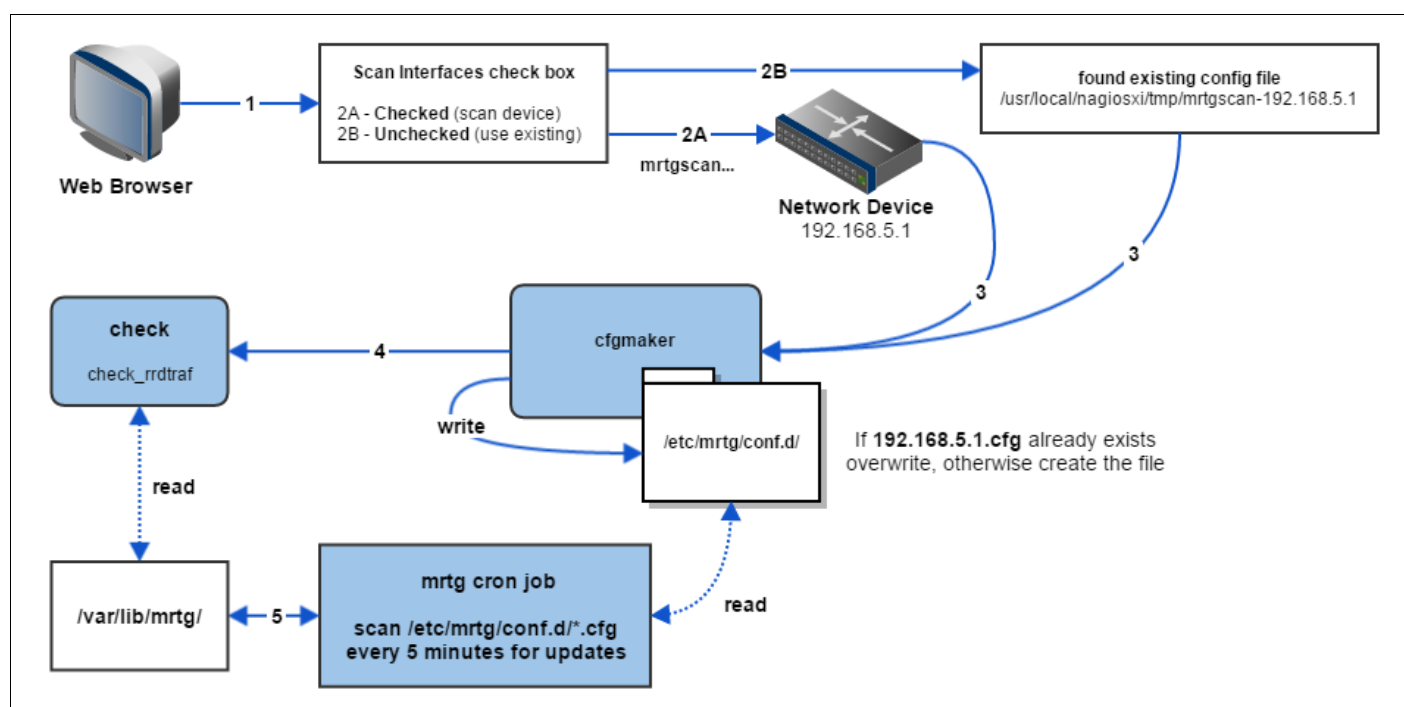 1
Scan Interfaces check box
2A - Checked (scan device)
2B - Unchecked (use existing)
2B
found existing config file
/usr/local/nagiosxi/tmp/mrtgscan-192.168.5.1
2A
mrtgscan...
Web Browser
Network Device
192.168.5.1
3
3
check
check_rrdtraf
4
cfgmaker
write
/etc/mrtg/conf.d/
If 192.168.5.1.cfg already exists
overwrite, otherwise create the file
read
/var/lib/mrtg/
5
mrtg cron job
scan /etc/mrtg/conf.d/*.cfg
every 5 minutes for updates
read